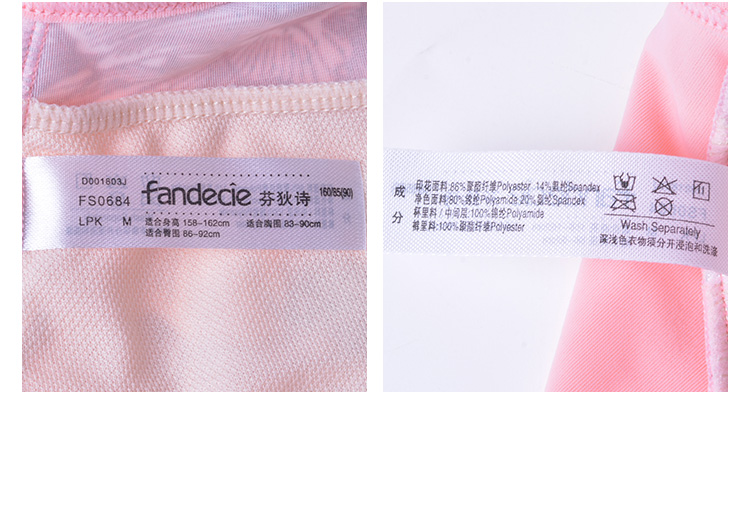 D001603J
FS0684
LPK M
fandecie 芬狄诗
160/85(90)
适合身高 158-162cm 适合胸围 83-90cm
适合臀围 86-92cm
成分
印花面料:86%聚酯纤维Polyaster 14%氨纶Spandex
净色面料:80%锦纶Polyamide 20%氨纶Spandex
杯里料/中间层:100%锦纶Polyamide
裤里料:100%聚酯纤维Polyester
Wash Separately
深浅色衣物须分开浸泡和洗涤